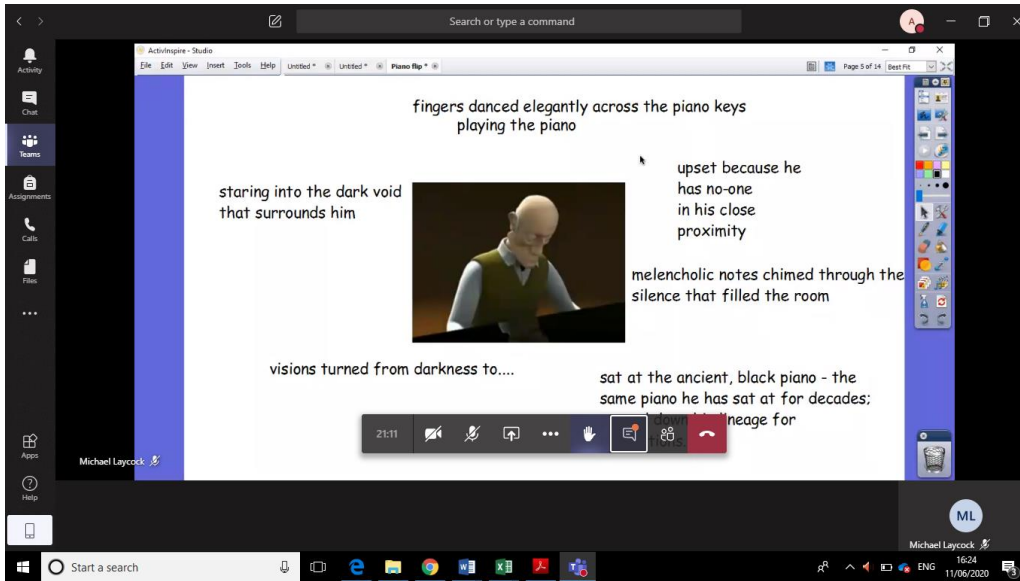 Search or type a command
A
Activity
Chat
Teams
Assignments
Calls
Files
Apps
Help
ActivInspire - Studio
File Edit View Insert Tools Help
Untitled * Untitled * Piano flip *
Page 5 of 14 Best Fit
fingers danced elegantly across the piano keys
playing the piano
upset because he
has no-one
in his close
proximity
staring into the dark void
that surrounds him
melencholic notes chimed through the
silence that filled the room
visions turned from darkness to....
sat at the ancient, black piano - the
same piano he has sat at for decades;
down lineage for
21:11
Michael Laycock
ML
Michael Laycock
Start a search
ENG
16:24
11/06/2020
3